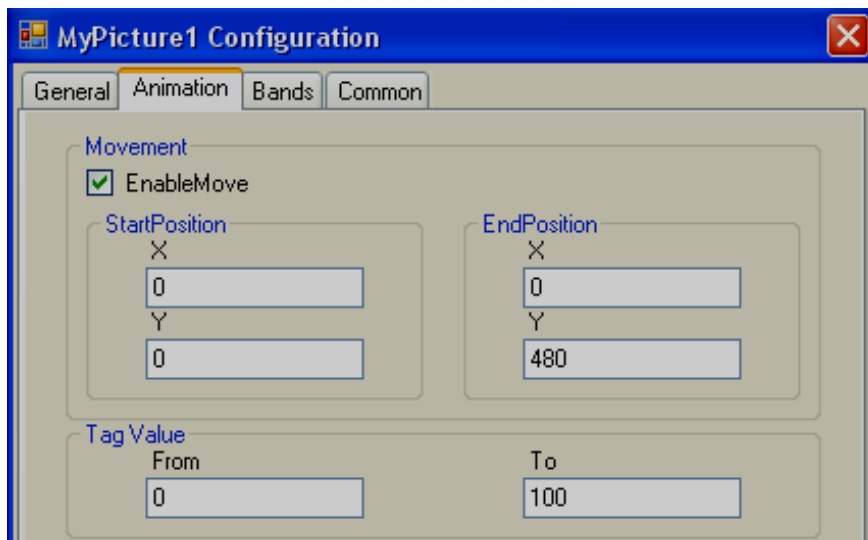 MyPicture1 Configuration
General Animation Bands Common
Movement
EnableMove
StartPosition EndPosition
X X
0 0
Y Y
0 480
Tag Value
From To
0 100